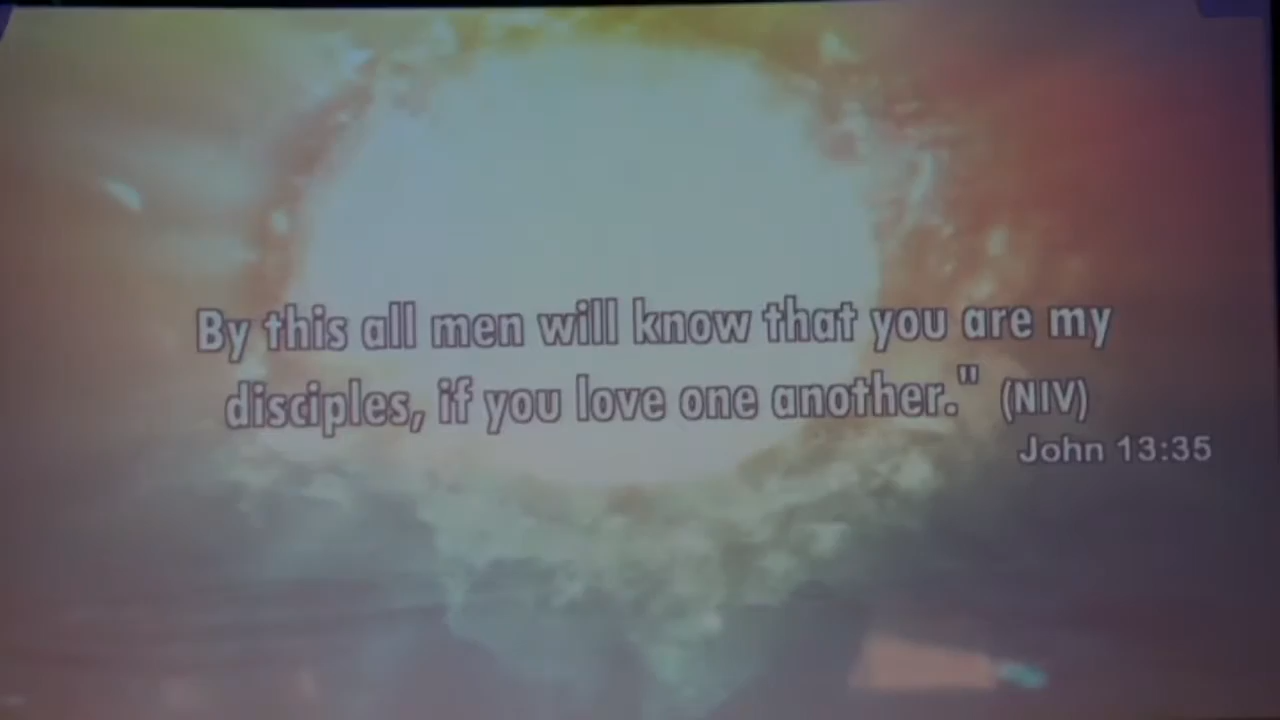 By this all men will know that you are my
disciples, if you love one another." (NIV)
John 13:35